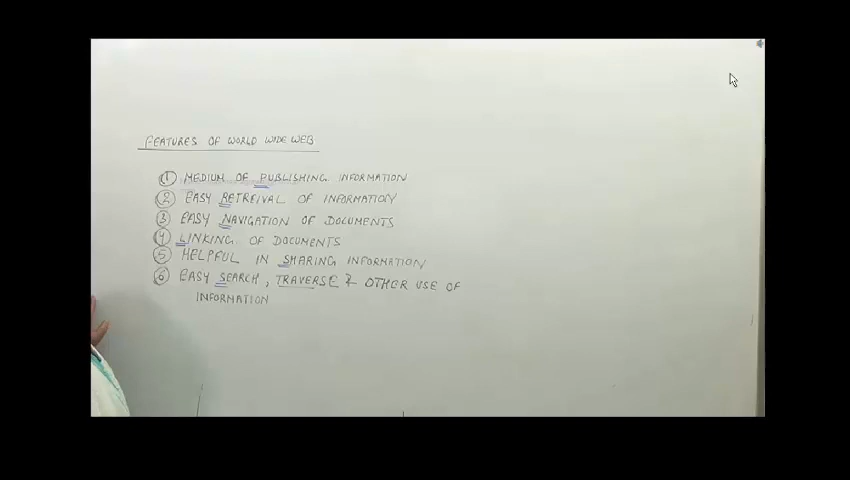 FEATURES OF WORLD WIDE WEB
① MEDIUM OF PUBLISHING INFORMATION
② EASY RETREIVAL OF INFORMATION
③ EASY NAVIGATION OF DOCUMENTS
④ LINKING OF DOCUMENTS
⑤ HELPFUL IN SHARING INFORMATION
⑥ EASY SEARCH, TRAVERSE & OTHER USE OF
INFORMATION